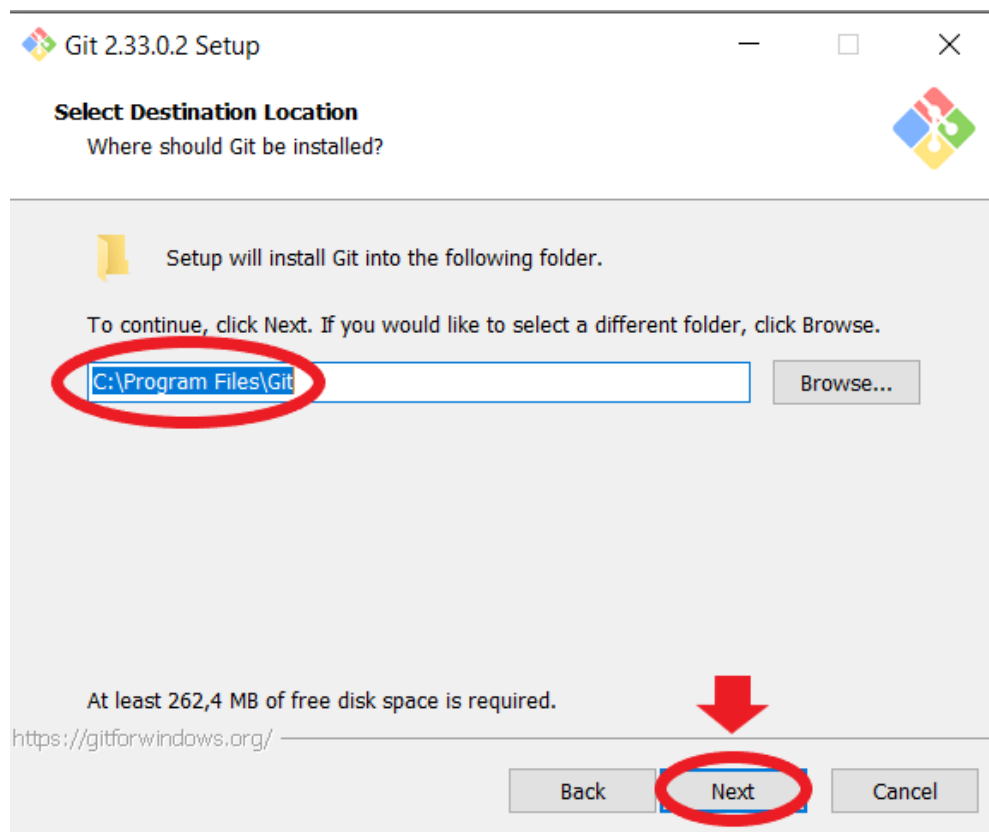 Git 2.33.0.2 Setup
Select Destination Location
Where should Git be installed?
Setup will install Git into the following folder.
To continue, click Next. If you would like to select a different folder, click Browse.
C:\Program Files\Git
Browse...
At least 262,4 MB of free disk space is required.
https://gitforwindows.org/
Back
Next
Cancel